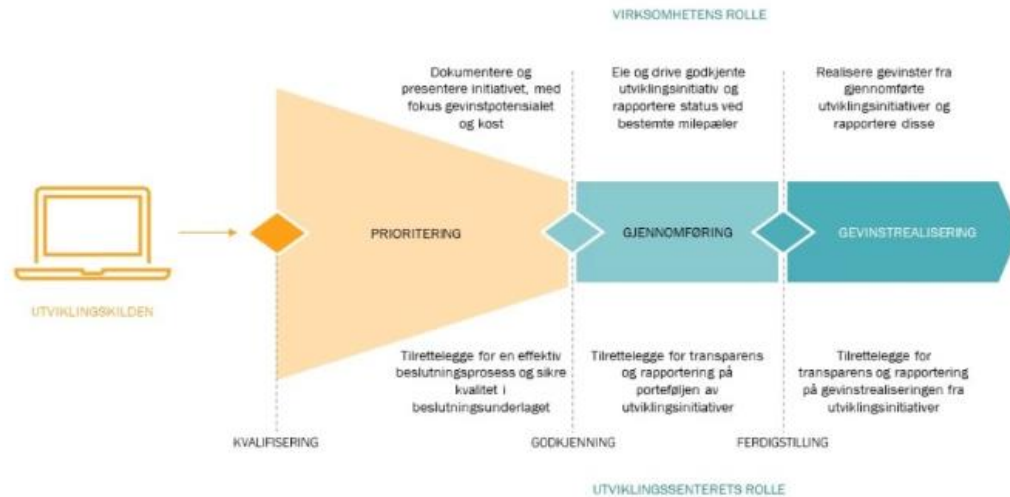 VIRKSOMHETENS ROLLE
Dokumentere og
presentere initiativet, med
fokus gevinstpotensialet
og kost
Eie og drive godkjente
utviklingsinitiativ og
rapportere status ved
bestemte milepæler
Realisere gevinster fra
gjennomførte
utviklingsinitiativer og
rapportere disse
UTVIKLINGSKILDEN
PRIORITERING
GJENNOMFØRING
GEVINSTREALISERING
Tilrettelegge for en effektiv
beslutningsprosess og sikre
kvalitet i
beslutningsunderlaget
Tilrettelegge for transparens
og rapportering på
porteføljen av
utviklingsinitiativer
Tilrettelegge for
transparens og rapportering
på gevinstrealiseringen fra
utviklingsinitiativer
KVALIFISERING
GODKJENNING
FERDIGSTILLING
UTVIKLINGSSENTERETS ROLLE